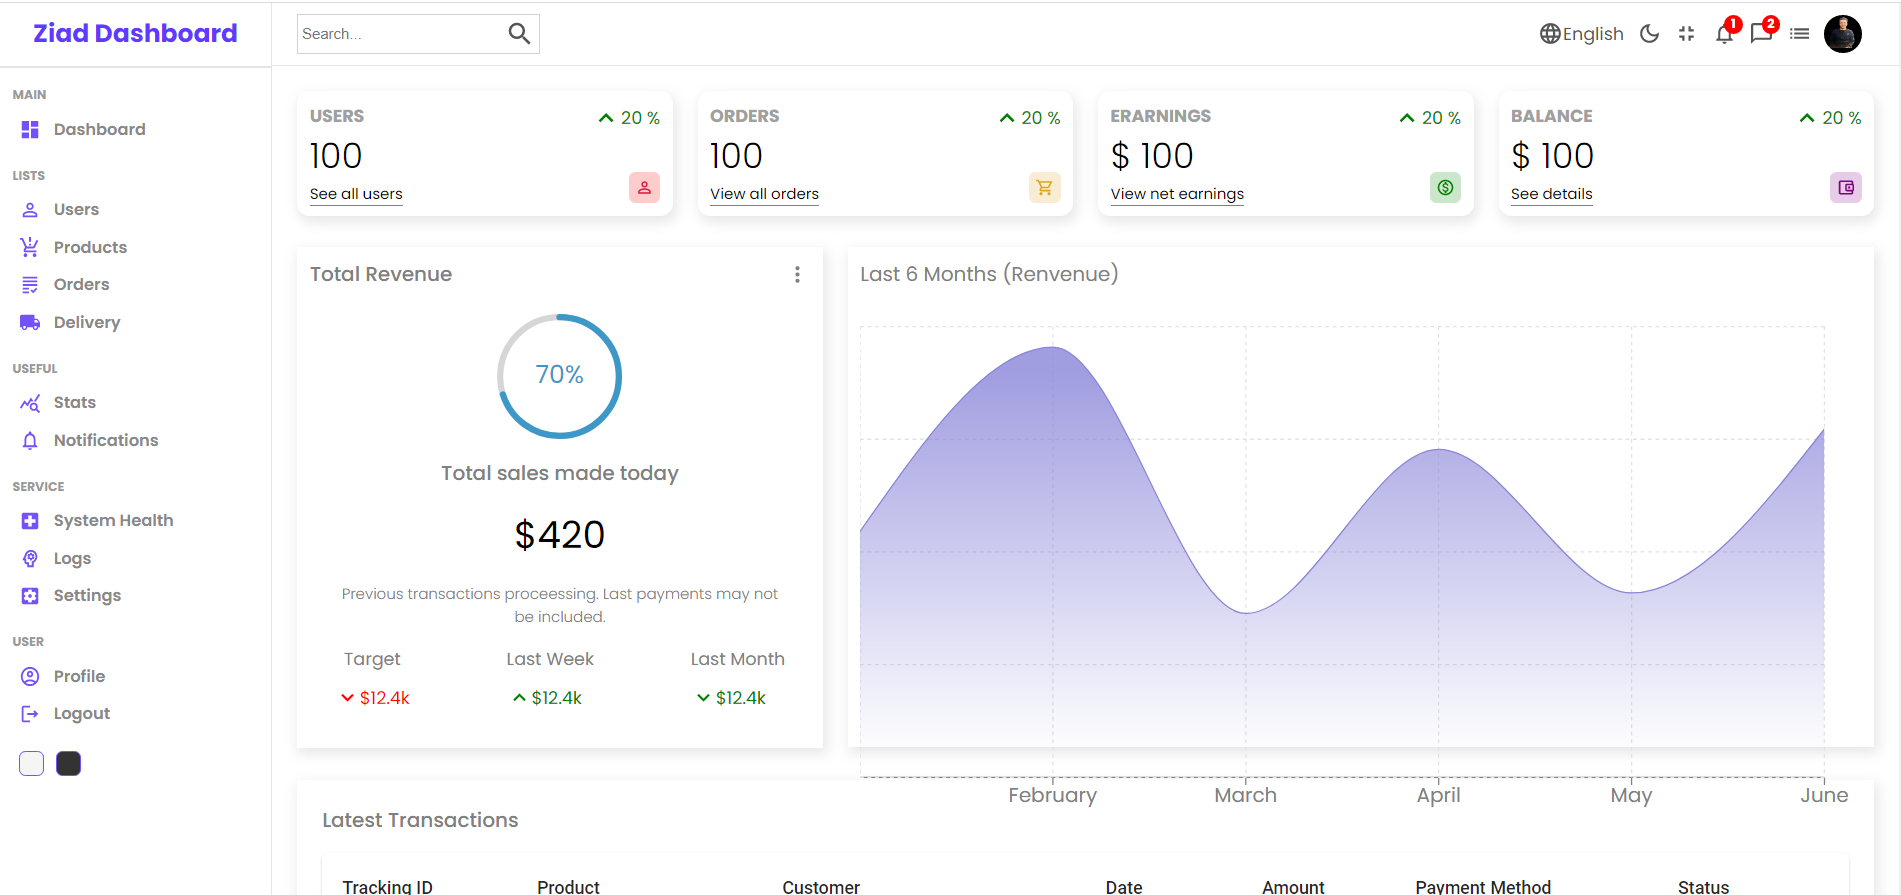 Ziad Dashboard
Search...
English
1
2
MAIN
Dashboard
LISTS
Users
Products
Orders
Delivery
USEFUL
Stats
Notifications
SERVICE
System Health
Logs
Settings
USER
Profile
Logout
USERS
20 %
100
See all users
ORDERS
20 %
100
View all orders
ERARNINGS
20 %
$ 100
View net earnings
BALANCE
20 %
$ 100
See details
Total Revenue
70%
Total sales made today
$420
Previous transactions proceessing. Last payments may not
be included.
Target
Last Week
Last Month
$12.4k
$12.4k
$12.4k
Last 6 Months (Renvenue)
February
March
April
May
June
Latest Transactions
Tracking ID
Product
Customer
Date
Amount
Payment Method
Status